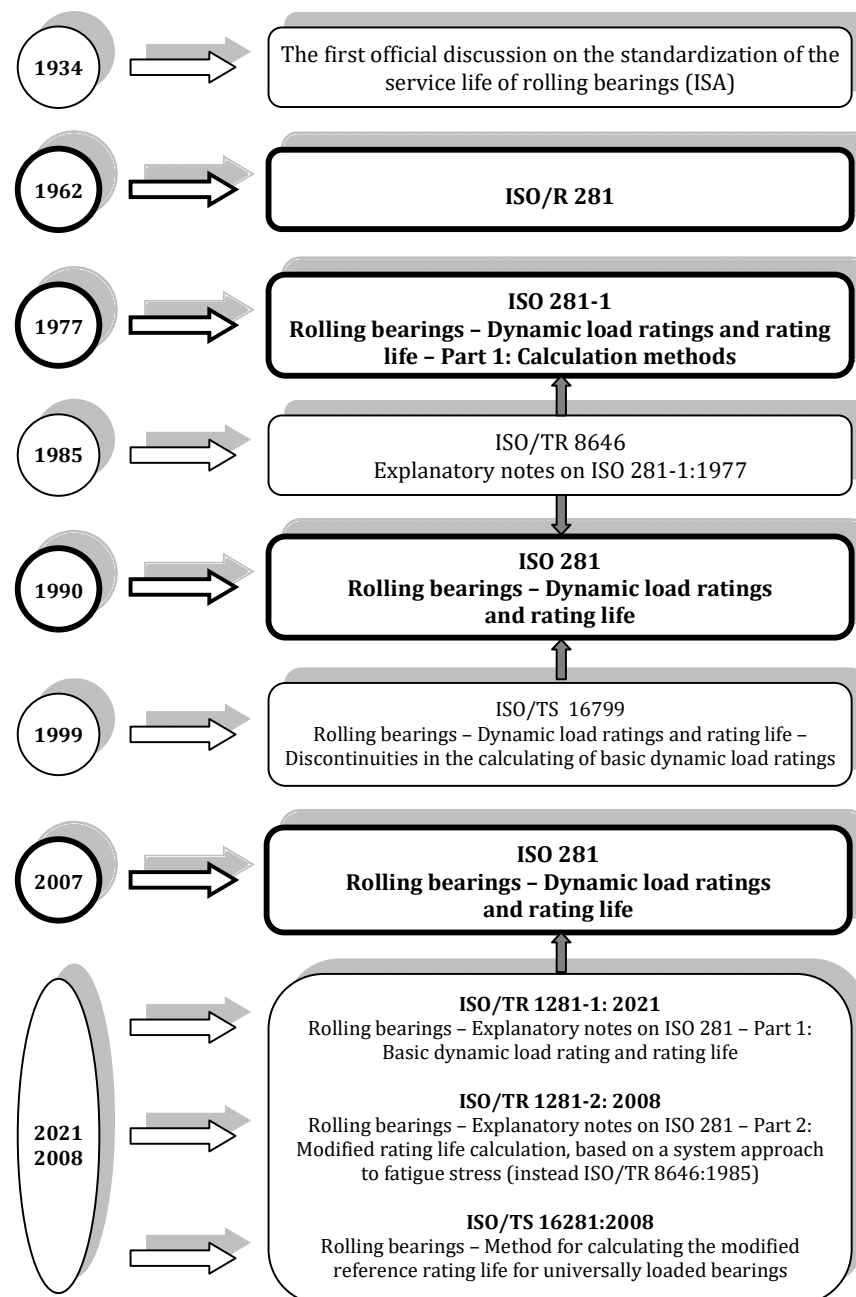 1934
The first official discussion on the standardization of the
service life of rolling bearings (ISA)
1962
ISO/R 281
1977
ISO 281-1
Rolling bearings – Dynamic load ratings and rating
life – Part 1: Calculation methods
1985
ISO/TR 8646
Explanatory notes on ISO 281-1:1977
1990
ISO 281
Rolling bearings – Dynamic load ratings
and rating life
1999
ISO/TS  16799
Rolling bearings – Dynamic load ratings and rating life –
Discontinuities in the calculating of basic dynamic load ratings
2007
ISO 281
Rolling bearings – Dynamic load ratings
and rating life
2021
2008
ISO/TR 1281-1: 2021
Rolling bearings – Explanatory notes on ISO 281 – Part 1:
Basic dynamic load rating and rating life
ISO/TR 1281-2: 2008
Rolling bearings – Explanatory notes on ISO 281 – Part 2:
Modified rating life calculation, based on a system approach
to fatigue stress (instead ISO/TR 8646:1985)
ISO/TS 16281:2008
Rolling bearings – Method for calculating the modified
reference rating life for universally loaded bearings